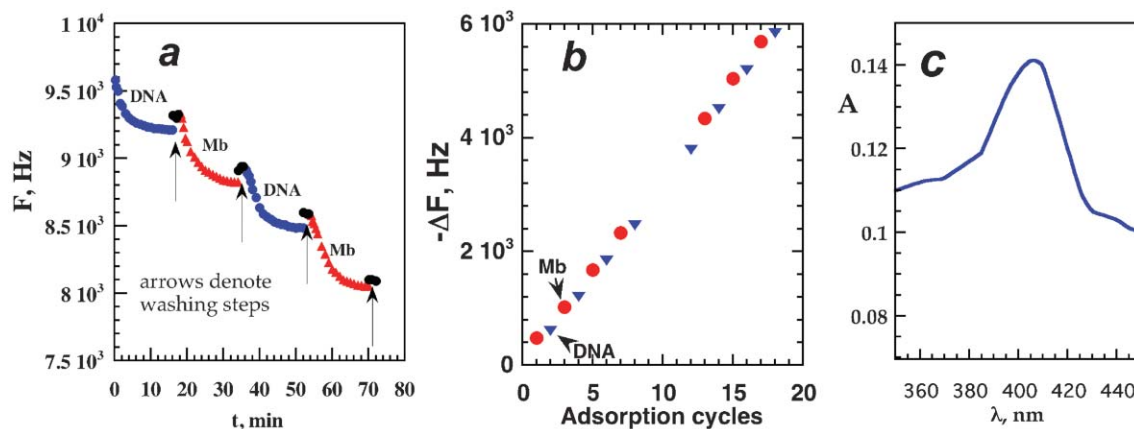 a
1 10⁴
9.5 10³
9 10³
8.5 10³
8 10³
7.5 10³
F, Hz
DNA
Mb
DNA
Mb
arrows denote
washing steps
0 10 20 30 40 50 60 70 80
t, min
b
6 10³
4 10³
2 10³
0
-ΔF, Hz
Mb
DNA
0 5 10 15 20
Adsorption cycles
c
0.14
A
0.12
0.1
0.08
360 380 400 420 440
λ, nm